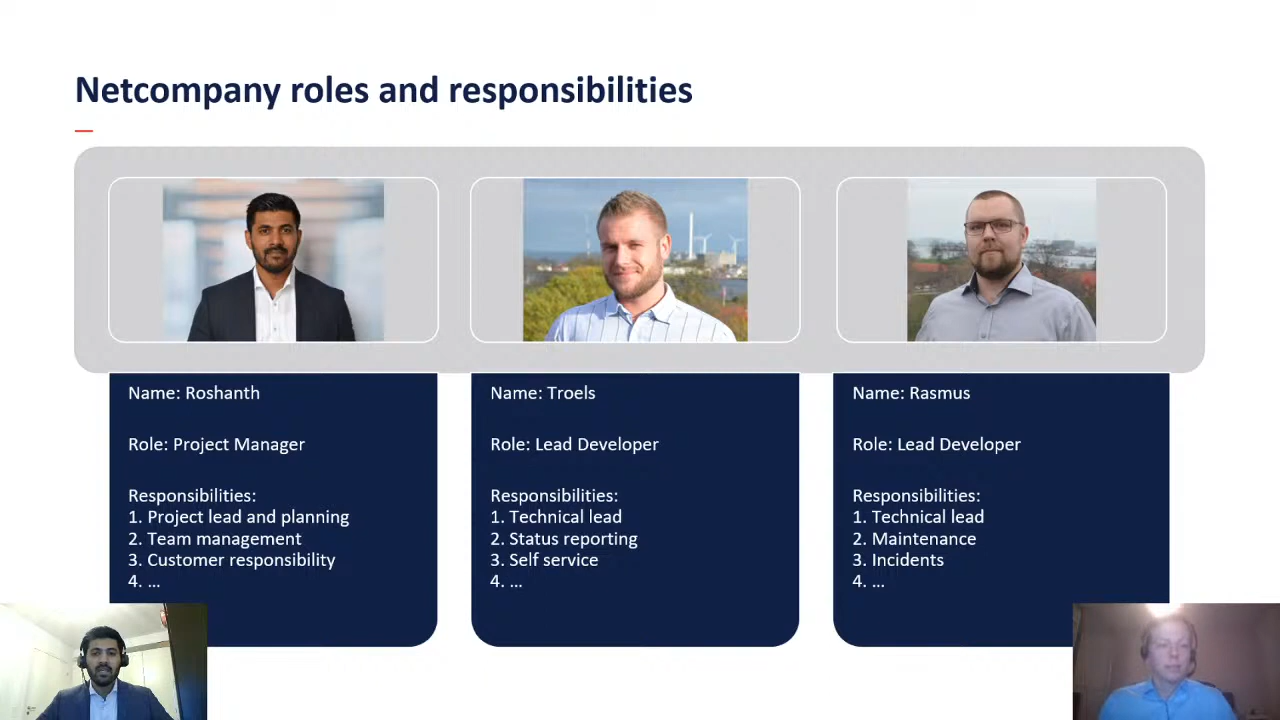 Netcompany roles and responsibilities
Name: Roshanth
Role: Project Manager
Responsibilities:
1. Project lead and planning
2. Team management
3. Customer responsibility
4. ...
Name: Troels
Role: Lead Developer
Responsibilities:
1. Technical lead
2. Status reporting
3. Self service
4. ...
Name: Rasmus
Role: Lead Developer
Responsibilities:
1. Technical lead
2. Maintenance
3. Incidents
4. ...